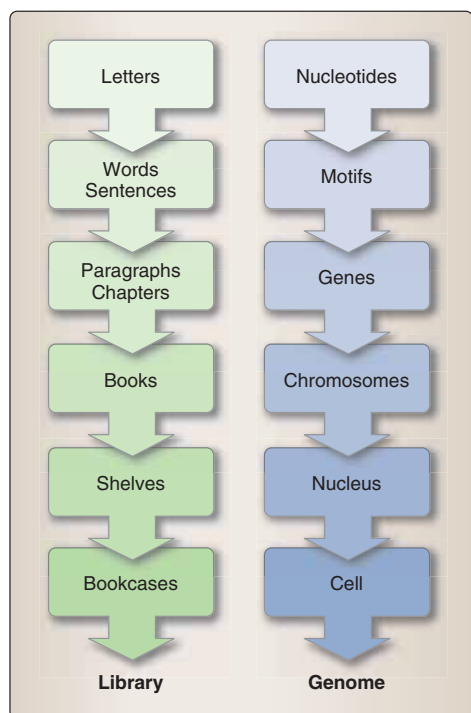 Letters
Words
Sentences
Paragraphs
Chapters
Books
Shelves
Bookcases
Library
Nucleotides
Motifs
Genes
Chromosomes
Nucleus
Cell
Genome